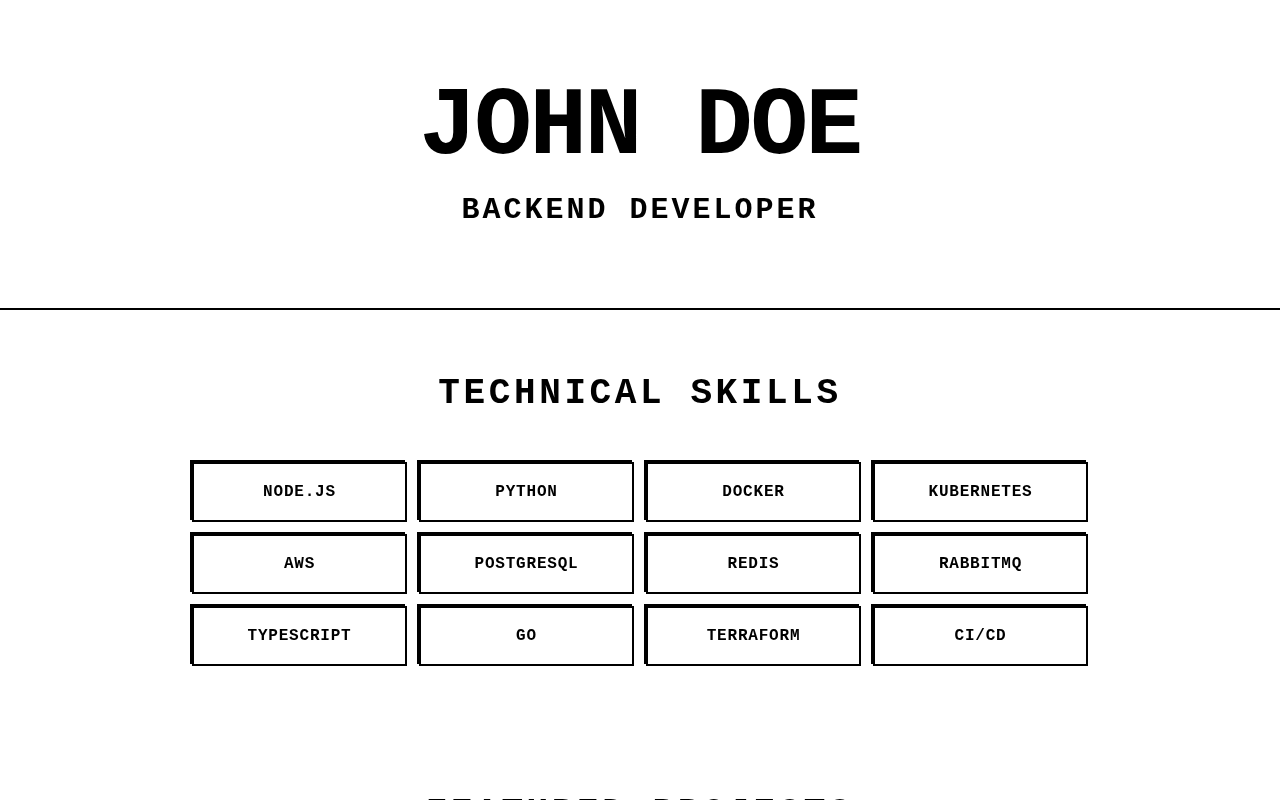 JOHN DOE
BACKEND DEVELOPER
TECHNICAL SKILLS
NODE.JS PYTHON DOCKER KUBERNETES
AWS POSTGRESQL REDIS RABBITMQ
TYPESCRIPT GO TERRAFORM CI/CD